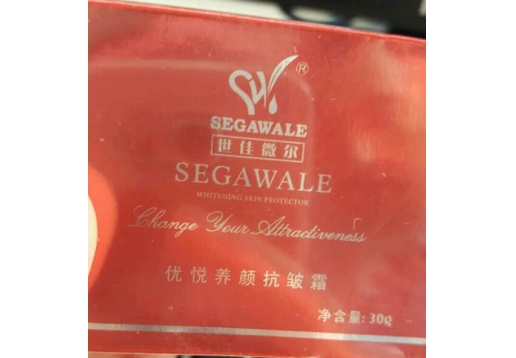 ®
SEGAWALE
世佳微尔
SEGAWALE
WHITENING SKIN PROTECTOR
Change Your Attractiveness
优悦养颜抗皱霜
净含量: 30g